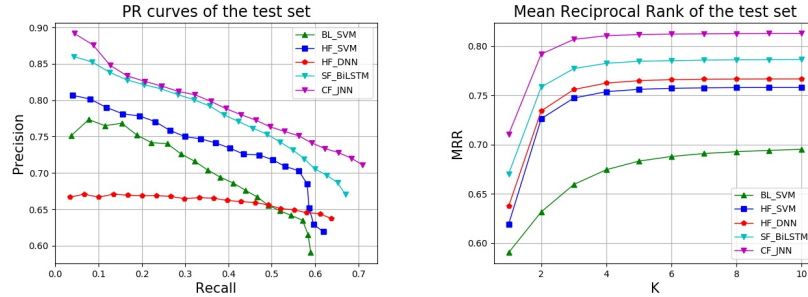 PR curves of the test set
Precision
0.90
0.85
0.80
0.75
0.70
0.65
0.60
0.0 0.1 0.2 0.3 0.4 0.5 0.6 0.7
Recall
BL_SVM
HF_SVM
HF_DNN
SF_BiLSTM
CF_JNN
Mean Reciprocal Rank of the test set
MRR
0.80
0.75
0.70
0.65
0.60
2 4 6 8 10
K
BL_SVM
HF_SVM
HF_DNN
SF_BiLSTM
CF_JNN